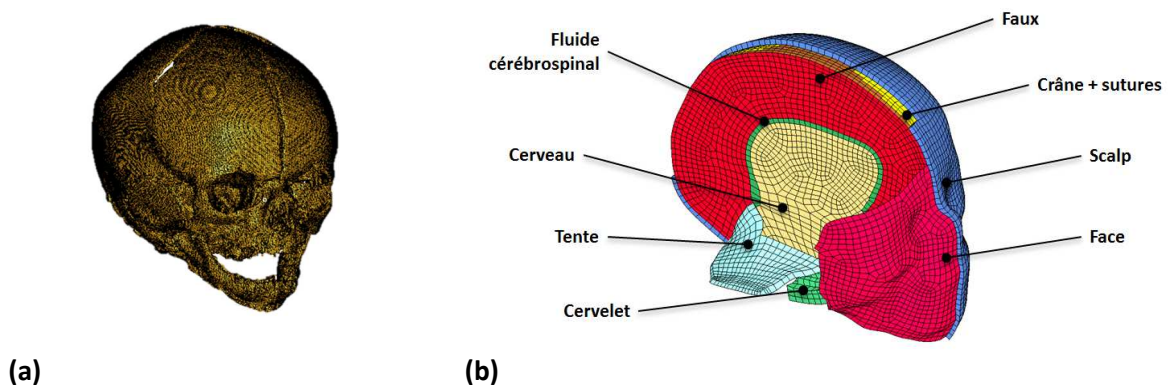 Faux
Fluide
cérébrospinal
Crâne + sutures
Cerveau
Scalp
Tente
Face
Cervelet
(a)
(b)